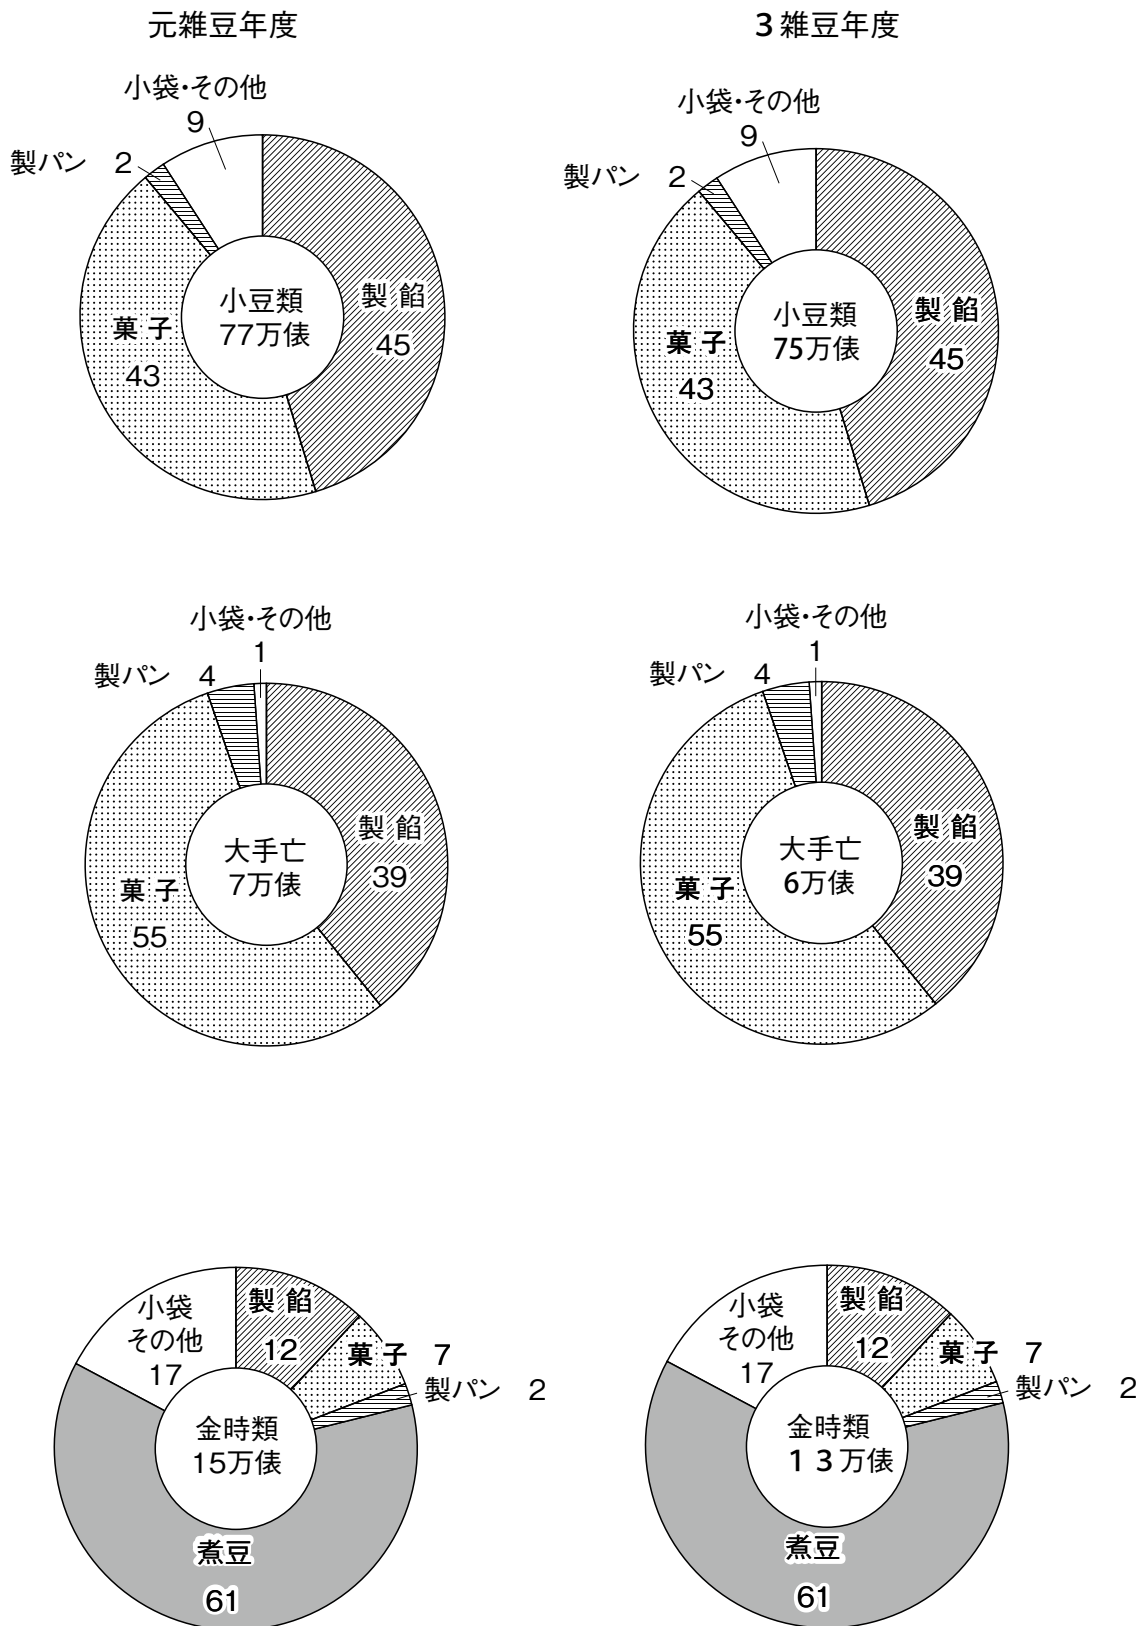 元雑豆年度
小袋・その他
9
製パン 2
製 餡
45
菓 子
43
小豆類
77万俵
3雑豆年度
小袋・その他
9
製パン 2
製 餡
45
菓 子
43
小豆類
75万俵
小袋・その他
1
製パン 4
製 餡
39
菓 子
55
大手亡
7万俵
小袋・その他
1
製パン 4
製 餡
39
菓 子
55
大手亡
6万俵
小袋
その他
17
製 餡
12
菓 子 7
製パン 2
金時類
15万俵
煮豆
61
小袋
その他
17
製 餡
12
菓 子 7
製パン 2
金時類
1 3万俵
煮豆
61